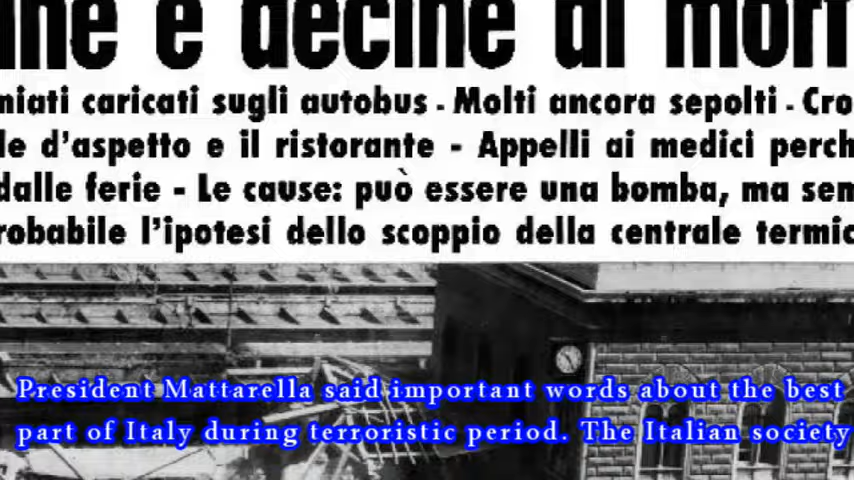 ine e decine di mor
niati caricati sugli autobus - Molti ancora sepolti - Cro
le d'aspetto e il ristorante - Appelli ai medici perch
dalle ferie - Le cause: può essere una bomba, ma sem
robabile l'ipotesi dello scoppio della centrale termic
President Mattarella said important words about the best
part of Italy during terroristic period. The Italian society